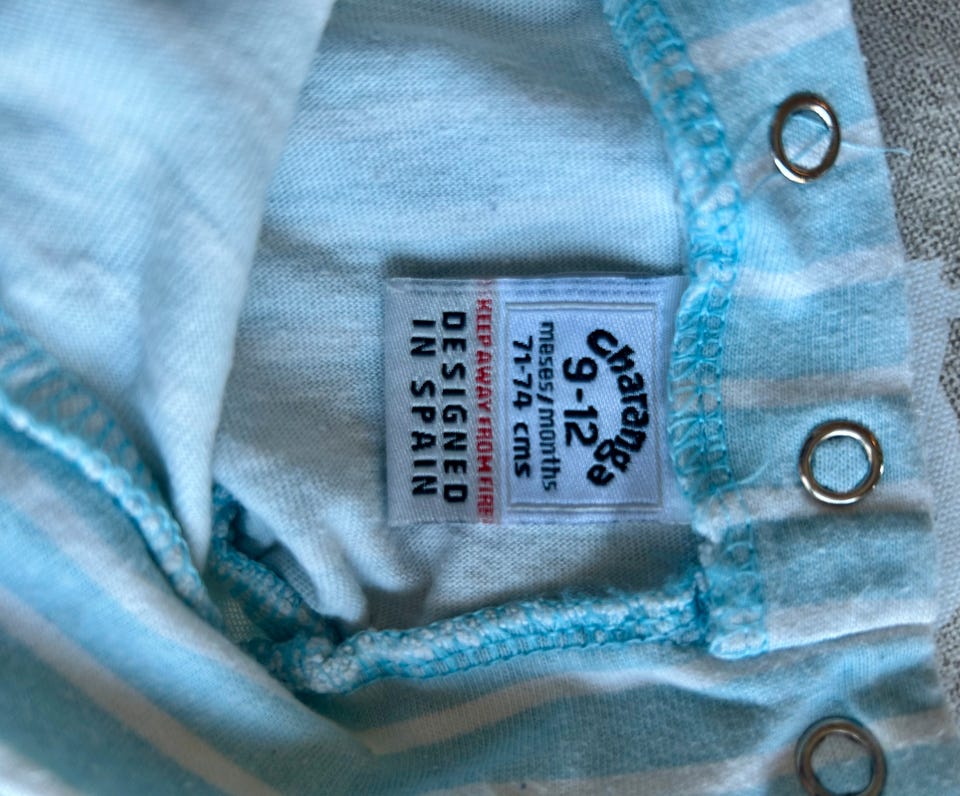 charanga
9-12
meses/months
71-74 cms
KEEP AWAY FROM FIRE
DESIGNED
IN SPAIN